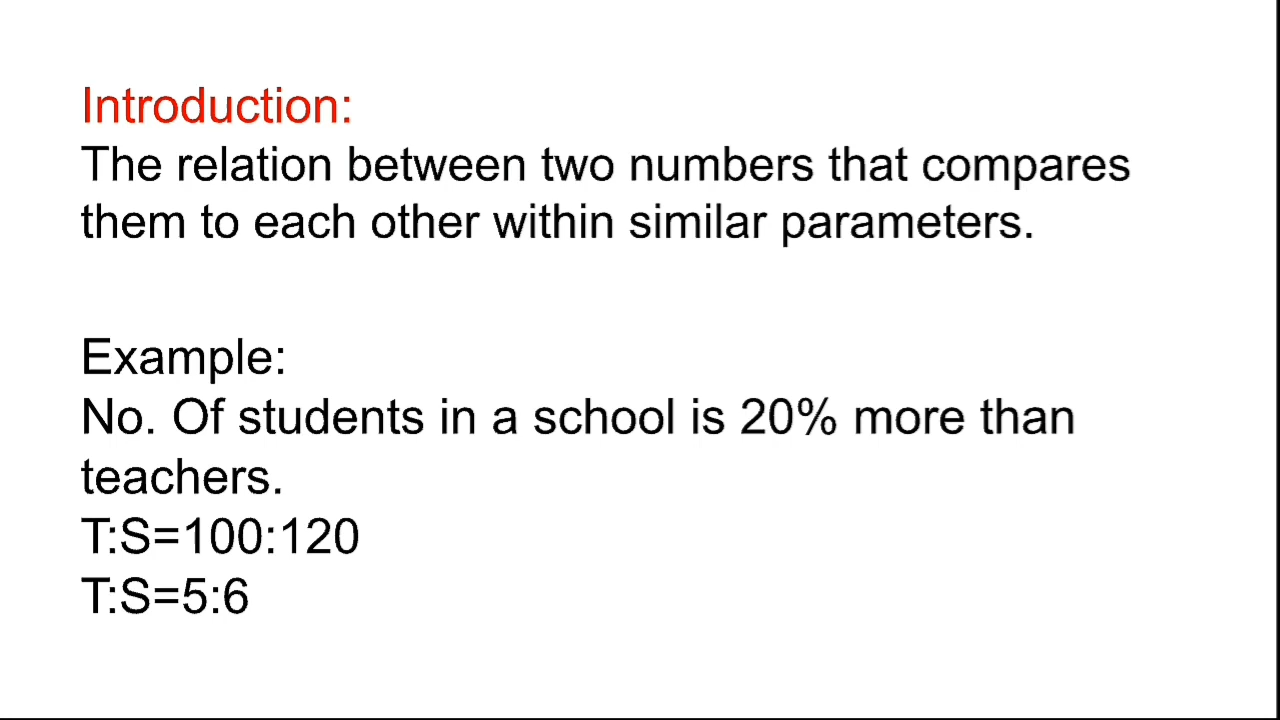 Introduction:
The relation between two numbers that compares
them to each other within similar parameters.
Example:
No. Of students in a school is 20% more than
teachers.
T:S=100:120
T:S=5:6